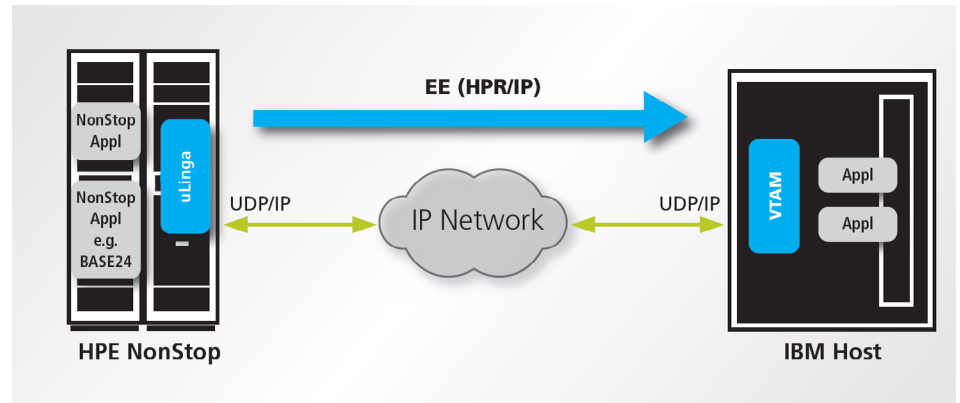 EE (HPR/IP)
NonStop
Appl
uLinga
NonStop
Appl
e.g.
BASE24
UDP/IP
IP Network
UDP/IP
VTAM
Appl
Appl
HPE NonStop
IBM Host